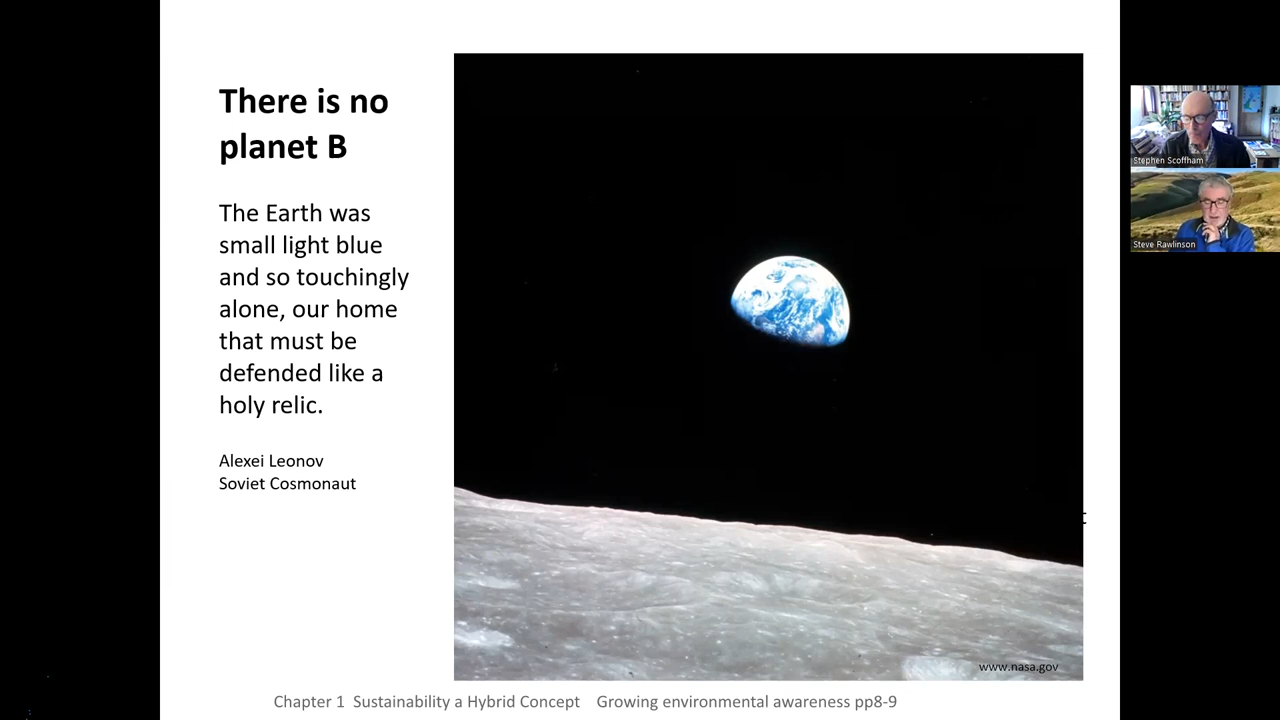 There is no
planet B
The Earth was
small light blue
and so touchingly
alone, our home
that must be
defended like a
holy relic.
Alexei Leonov
Soviet Cosmonaut
t
www.nasa.gov
Chapter 1 Sustainability a Hybrid Concept Growing environmental awareness pp8-9
Stephen Scoffham
Steve Rawlinson